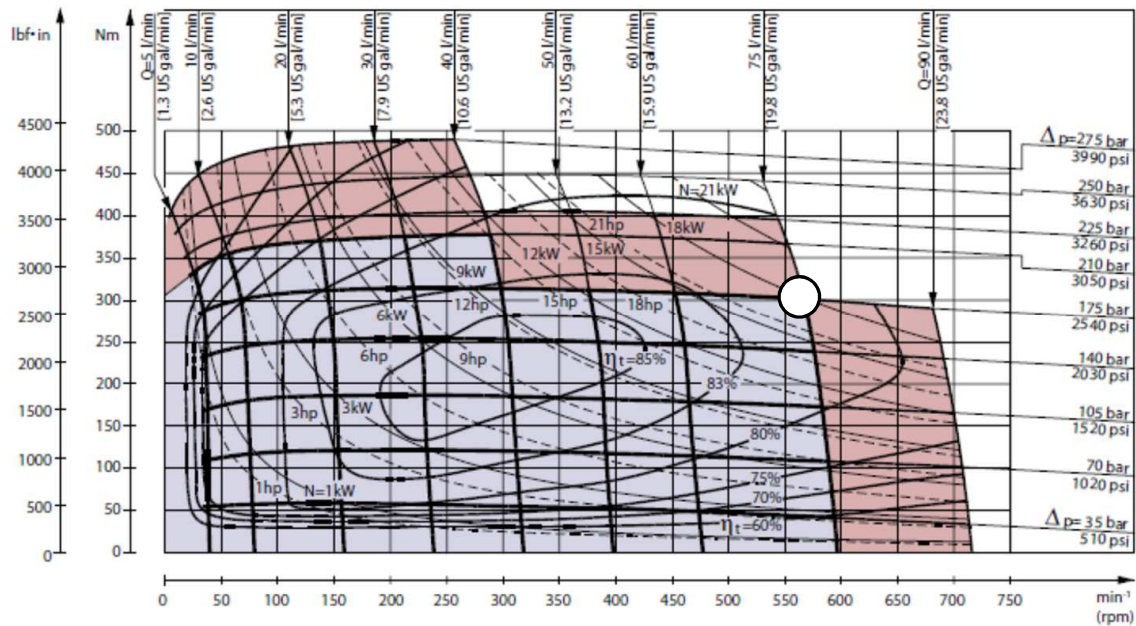 lbf•in
Nm
Q=5 l/min
[1.3 US gal/min]
10 l/min
[2.6 US gal/min]
20 l/min
[5.3 US gal/min]
30 l/min
[7.9 US gal/min]
40 l/min
[10.6 US gal/min]
50 l/min
[13.2 US gal/min]
60 l/min
[15.9 US gal/min]
75 l/min
[19.8 US gal/min]
Q=90 l/min
[23.8 US gal/min]
4500
4000
3500
3000
2500
2000
1500
1000
500
0
500
450
400
350
300
250
200
150
100
50
0
Δp=275 bar
3990 psi
250 bar
3630 psi
225 bar
3260 psi
210 bar
3050 psi
175 bar
2540 psi
140 bar
2030 psi
105 bar
1520 psi
70 bar
1020 psi
Δp= 35 bar
510 psi
N=21kW
21hp
18kW
12kW
15kW
9kW
12hp
15hp
18hp
6kW
6hp
9hp
ηt=85%
83%
3hp
3kW
80%
1hp
N=1kW
75%
70%
ηt=60%
0
50
100
150
200
250
300
350
400
450
500
550
600
650
700
750
min-1
(rpm)